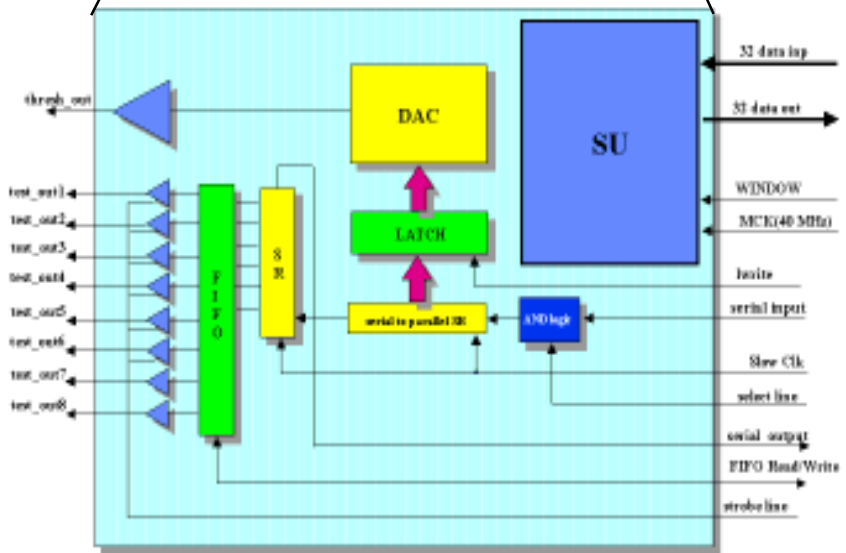 32 data inp
thresh_out
DAC
32 data out
SU
test_out1
WINDOW
test_out2
MCK(40 MHz)
LATCH
test_out3
S
R
lwrite
test_out4
F
I
F
O
serial input
test_out5
serial to parallel SR
AND logic
test_out6
Slow Clk
test_out7
select line
test_out8
serial output
FIFO Read/Write
strobe line